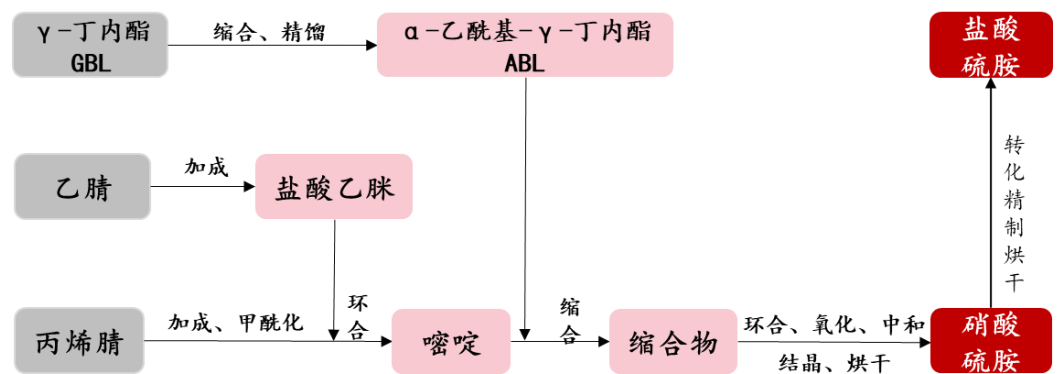 γ-丁内酯
GBL
缩合、精馏
α-乙酰基-γ-丁内酯
ABL
盐酸
硫胺
乙腈
加成
盐酸乙脒
转化精制烘干
丙烯腈
加成、甲酰化
环合
嘧啶
缩合
缩合物
环合、氧化、中和
结晶、烘干
硝酸
硫胺